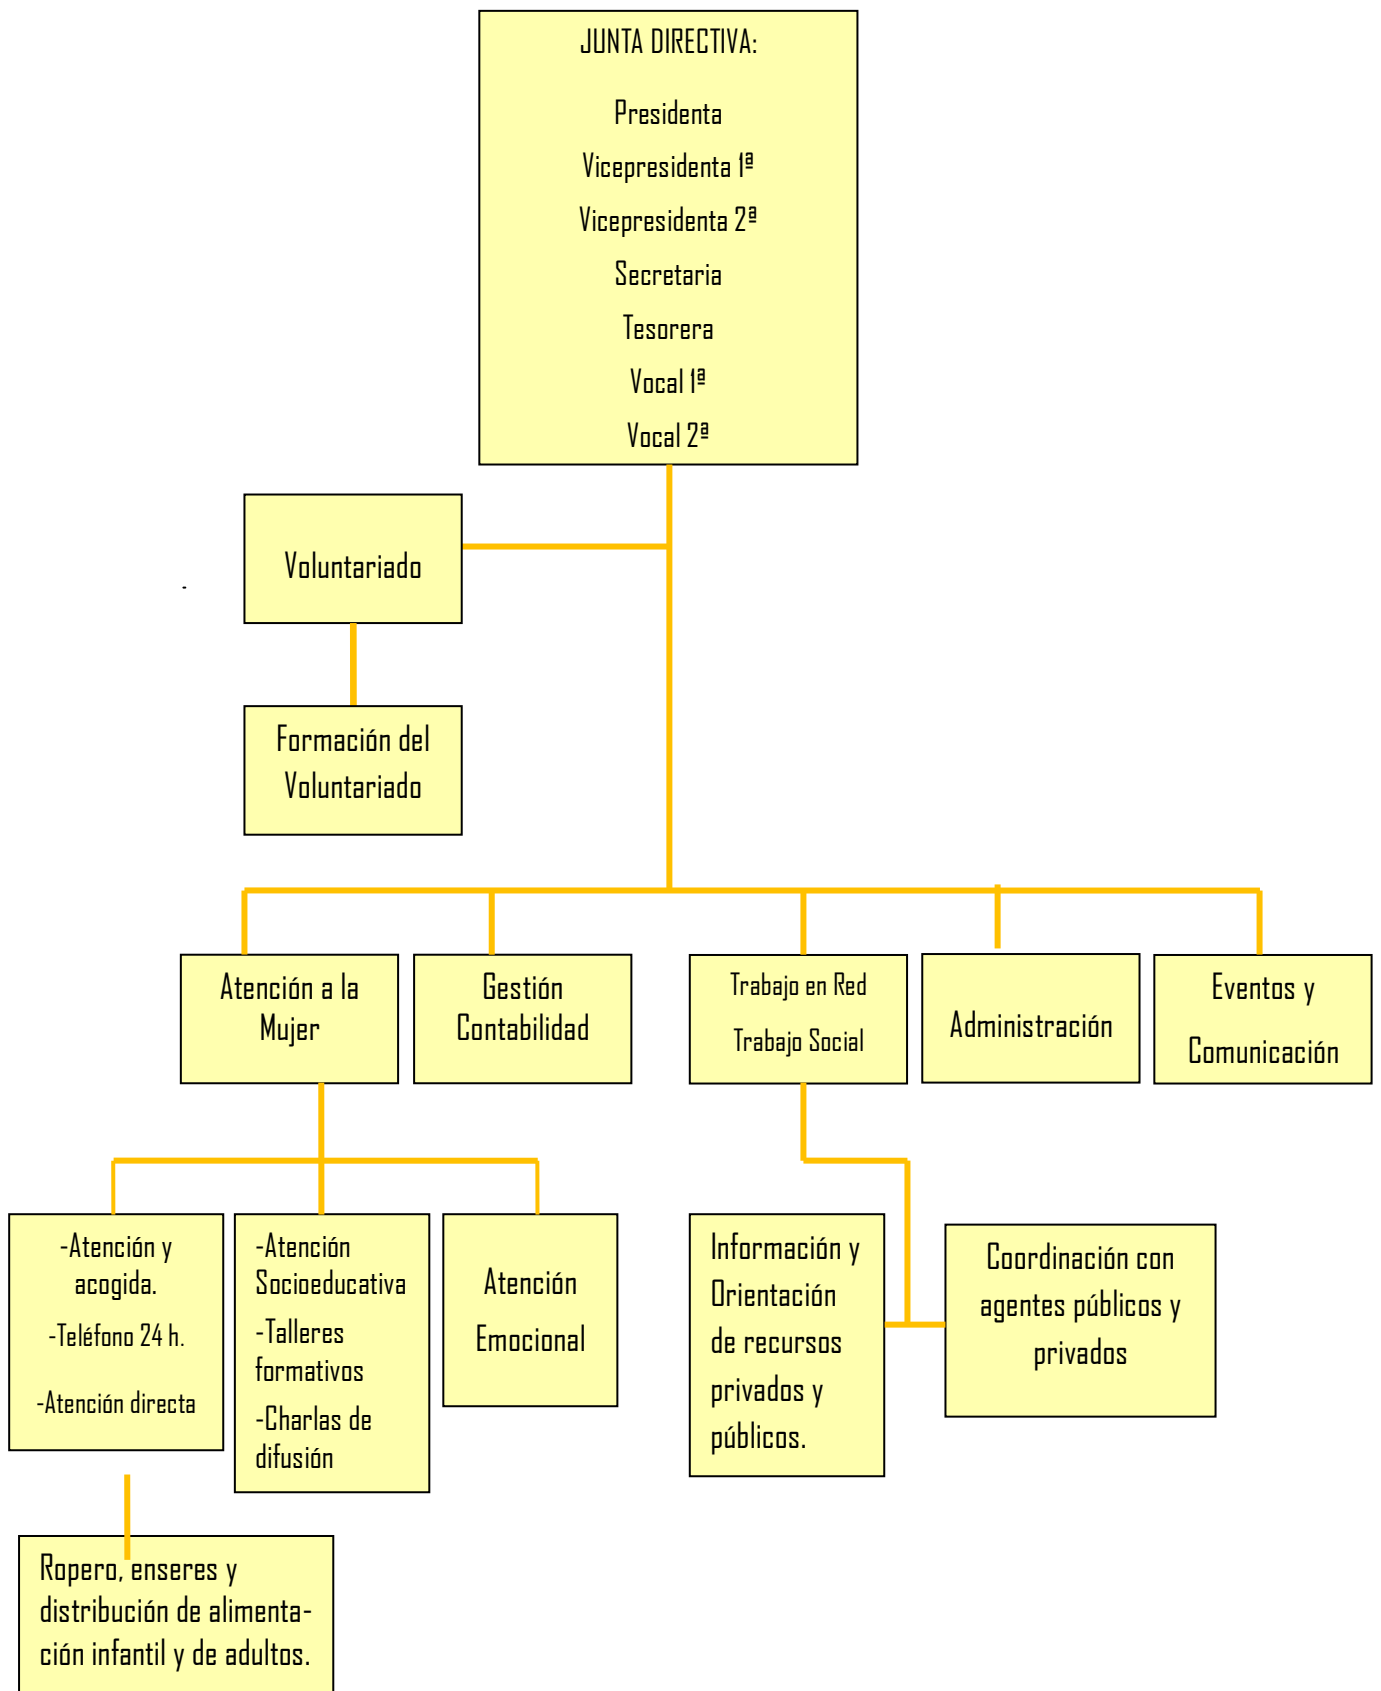 JUNTA DIRECTIVA:
Presidenta
Vicepresidenta 1ª
Vicepresidenta 2ª
Secretaria
Tesorera
Vocal 1ª
Vocal 2ª
Voluntariado
-
Formación del
Voluntariado
Atención a la
Mujer
Gestión
Contabilidad
Trabajo en Red
Trabajo Social
Administración
Eventos y
Comunicación
-Atención y
acogida.
-Teléfono 24 h.
-Atención directa
-Atención
Socioeducativa
-Talleres
formativos
-Charlas de
difusión
Atención
Emocional
Información y
Orientación
de recursos
privados y
públicos.
Coordinación con
agentes públicos y
privados
Ropero, enseres y
distribución de alimenta-
ción infantil y de adultos.